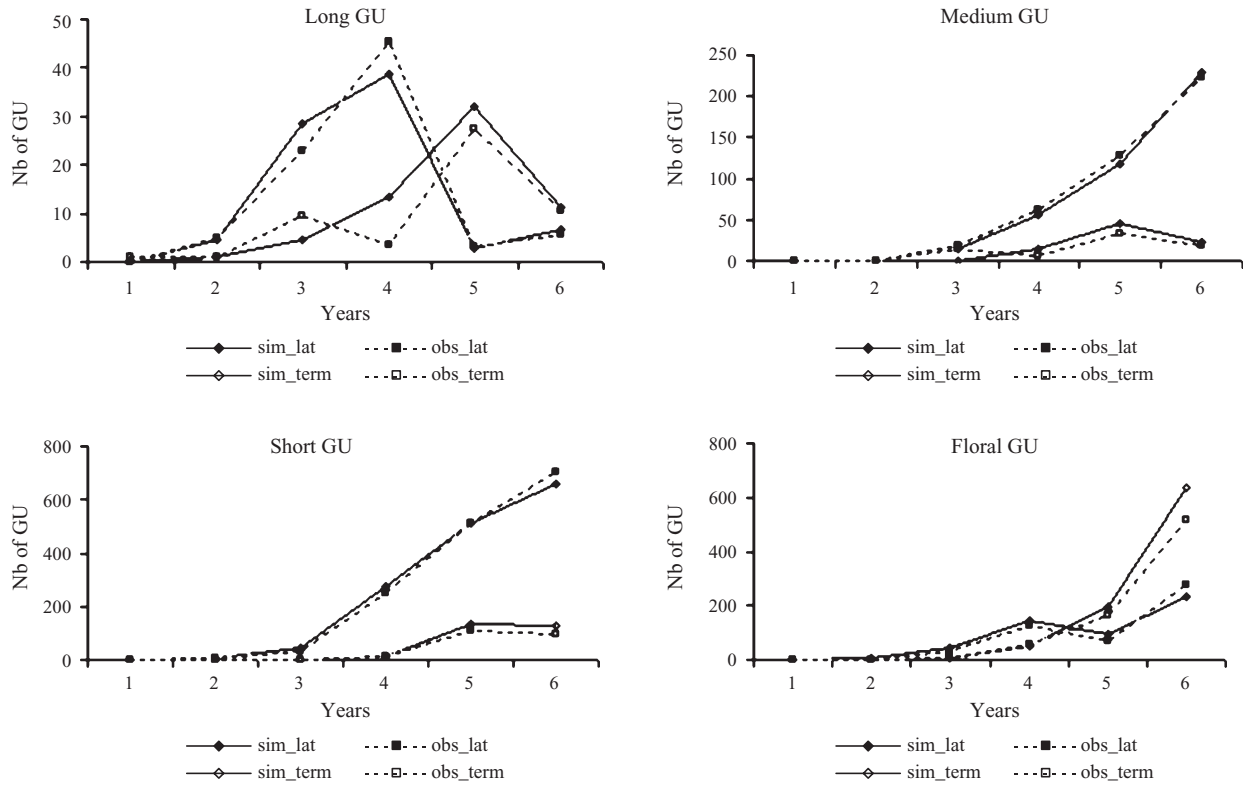 Long GU
50
40
30
20
10
0
Nb of GU
1 2 3 4 5 6
Years
sim_lat obs_lat
sim_term obs_term
Medium GU
250
200
150
100
50
0
Nb of GU
1 2 3 4 5 6
Years
sim_lat obs_lat
sim_term obs_term
Short GU
800
600
400
200
0
Nb of GU
1 2 3 4 5 6
Years
sim_lat obs_lat
sim_term obs_term
Floral GU
800
600
400
200
0
Nb of GU
1 2 3 4 5 6
Years
sim_lat obs_lat
sim_term obs_term